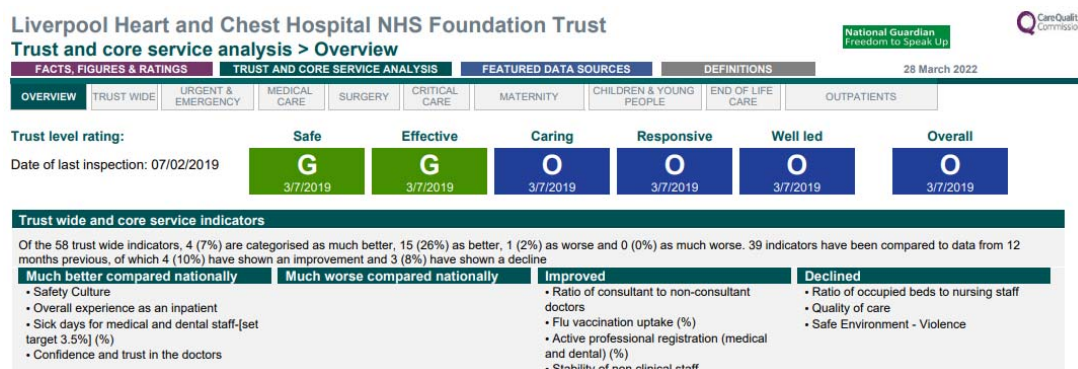 Liverpool Heart and Chest Hospital NHS Foundation Trust
Trust and core service analysis > Overview
National Guardian
Freedom to Speak Up
CareQualit
Commissio
FACTS, FIGURES & RATINGS TRUST AND CORE SERVICE ANALYSIS FEATURED DATA SOURCES DEFINITIONS 28 March 2022
OVERVIEW TRUST WIDE URGENT & EMERGENCY MEDICAL CARE SURGERY CRITICAL CARE MATERNITY CHILDREN & YOUNG PEOPLE END OF LIFE CARE OUTPATIENTS
Trust level rating: Safe Effective Caring Responsive Well led Overall
Date of last inspection: 07/02/2019 G G O O O O
3/7/2019 3/7/2019 3/7/2019 3/7/2019 3/7/2019 3/7/2019
Trust wide and core service indicators
Of the 58 trust wide indicators, 4 (7%) are categorised as much better, 15 (26%) as better, 1 (2%) as worse and 0 (0%) as much worse. 39 indicators have been compared to data from 12
months previous, of which 4 (10%) have shown an improvement and 3 (8%) have shown a decline
Much better compared nationally
• Safety Culture
• Overall experience as an inpatient
• Sick days for medical and dental staff-[set
target 3.5%] (%)
• Confidence and trust in the doctors
Much worse compared nationally
Improved
• Ratio of consultant to non-consultant
doctors
• Flu vaccination uptake (%)
• Active professional registration (medical
and dental) (%)
• Stability of non clinical staff
Declined
• Ratio of occupied beds to nursing staff
• Quality of care
• Safe Environment - Violence